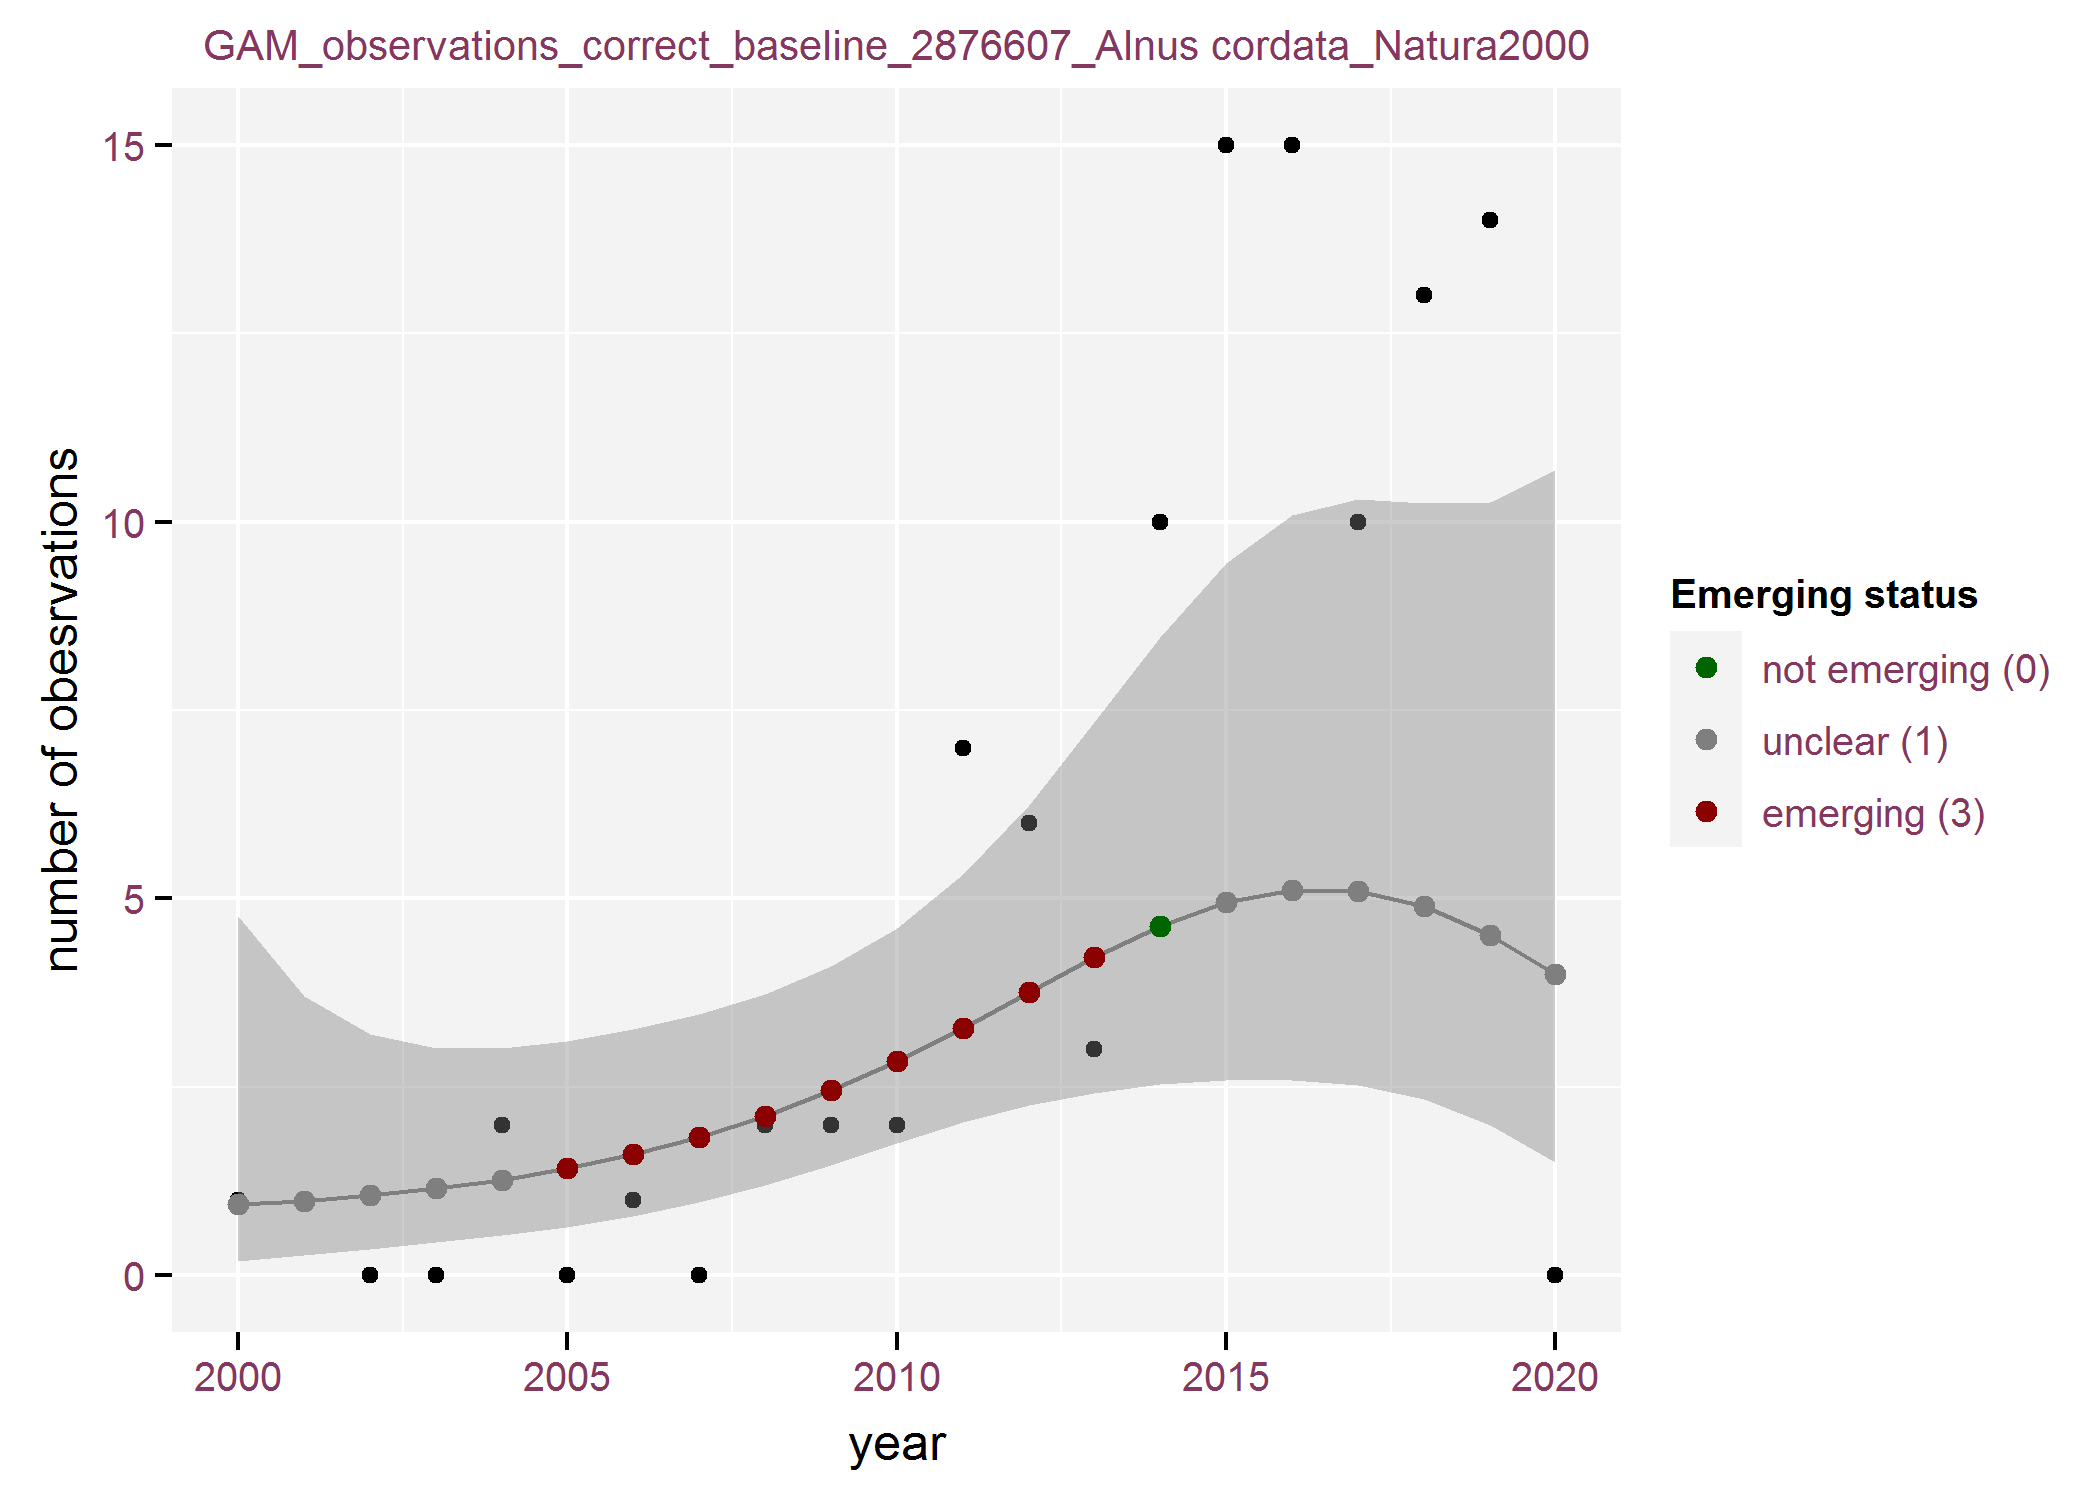 GAM_observations_correct_baseline_2876607_Alnus cordata_Natura2000
15
10
5
0
number of obesrvations
2000
2005
2010
2015
2020
year
Emerging status
not emerging (0)
unclear (1)
emerging (3)